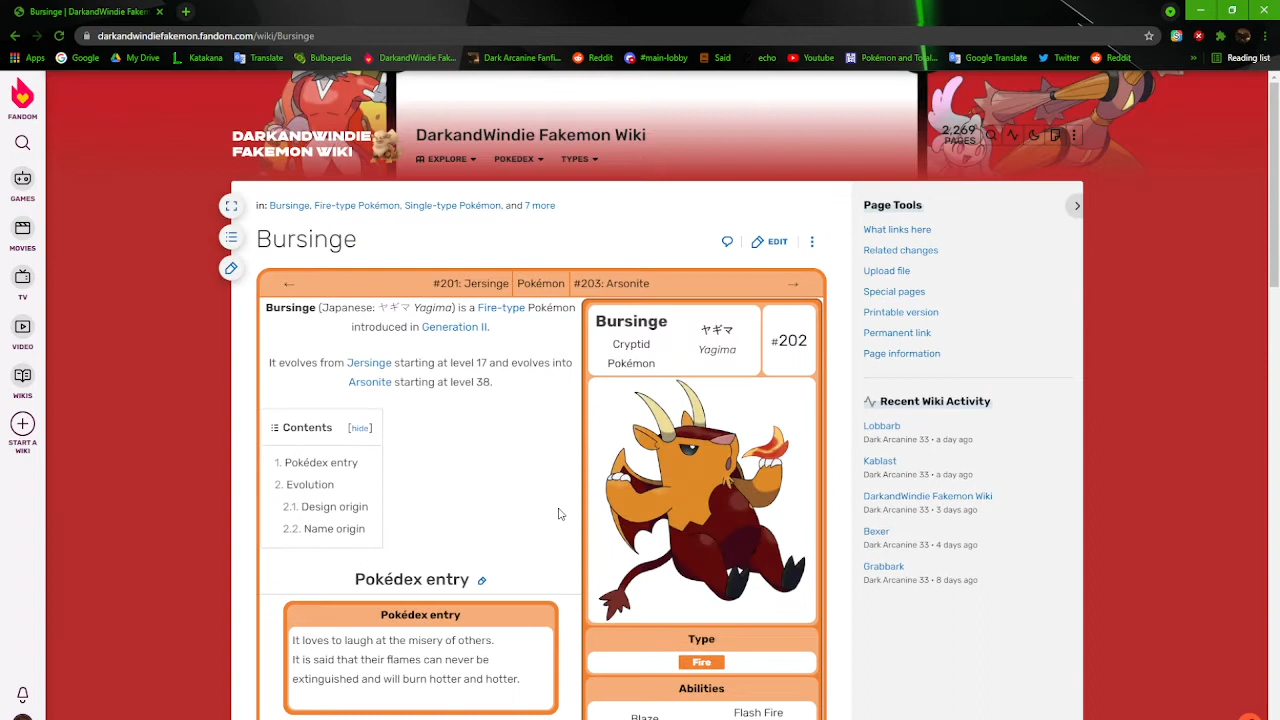 Bursinge | DarkandWindie Fakem
darkandwindiefakemon.fandom.com/wiki/Bursinge
Apps
Google
My Drive
Katakana
Translate
Bulbapedia
DarkandWindie Fak...
Dark Arcanine Fanfi...
Reddit
#main-lobby
Said
echo
Youtube
Pokémon and Total...
Google Translate
Twitter
Reddit
»
Reading list
FANDOM
GAMES
MOVIES
TV
VIDEO
WIKIS
START A
WIKI
DARKANDWINDIE
FAKEMON WIKI
DarkandWindie Fakemon Wiki
EXPLORE
POKEDEX
TYPES
2,269
PAGES
in: Bursinge, Fire-type Pokémon, Single-type Pokémon, and 7 more
Bursinge
EDIT
← #201: Jersinge Pokémon #203: Arsonite →
Bursinge (Japanese: ヤギマ Yagima) is a Fire-type Pokémon
introduced in Generation II.
It evolves from Jersinge starting at level 17 and evolves into
Arsonite starting at level 38.
Contents [hide]
1. Pokédex entry
2. Evolution
2.1. Design origin
2.2. Name origin
Pokédex entry
Pokédex entry
It loves to laugh at the misery of others.
It is said that their flames can never be
extinguished and will burn hotter and hotter.
Bursinge
Cryptid
Pokémon
ヤギマ
Yagima
#202
Type
Fire
Abilities
Blaze
Flash Fire
Page Tools
What links here
Related changes
Upload file
Special pages
Printable version
Permanent link
Page information
Recent Wiki Activity
Lobbarb
Dark Arcanine 33 • a day ago
Kablast
Dark Arcanine 33 • a day ago
DarkandWindie Fakemon Wiki
Dark Arcanine 33 • 3 days ago
Bexer
Dark Arcanine 33 • 4 days ago
Grabbark
Dark Arcanine 33 • 8 days ago